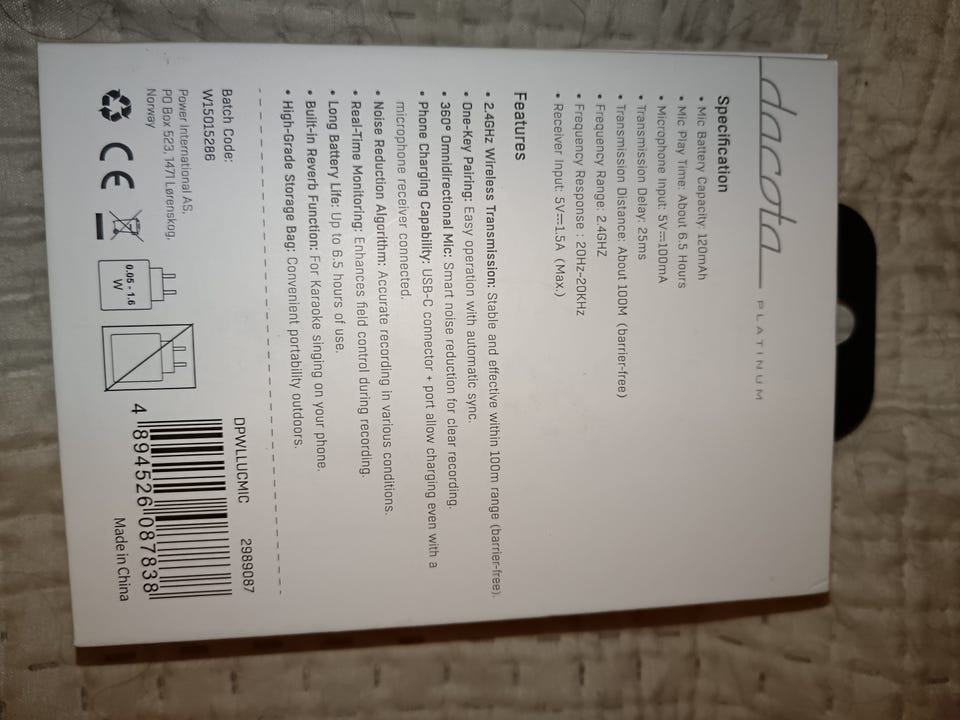 dacota
PLATINUM
Specification
• Mic Battery Capacity: 120mAh
• Mic Play Time: About 6.5 Hours
• Microphone Input: 5V⎓100mA
• Transmission Delay: 25ms
• Transmission Distance: About 100M (barrier-free)
• Frequency Range: 2.4GHZ
• Frequency Response : 20Hz-20KHz
• Receiver Input: 5V⎓1.5A (Max.)
Features
• 2.4GHz Wireless Transmission: Stable and effective within 100m range (barrier-free).
• One-Key Pairing: Easy operation with automatic sync.
• 360° Omnidirectional Mic: Smart noise reduction for clear recording.
• Phone Charging Capability: USB-C connector + port allow charging even with a
microphone receiver connected.
• Noise Reduction Algorithm: Accurate recording in various conditions.
• Real-Time Monitoring: Enhances field control during recording.
• Long Battery Life: Up to 6.5 hours of use.
• Built-in Reverb Function: For Karaoke singing on your phone.
• High-Grade Storage Bag: Convenient portability outdoors.
Batch Code:
W15015286
Power International AS,
PO Box 523, 1471 Lørenskog,
Norway
CE
0.05 - 1.6
W
DPWLLUCMIC 2989087
4 894526 087838
Made in China